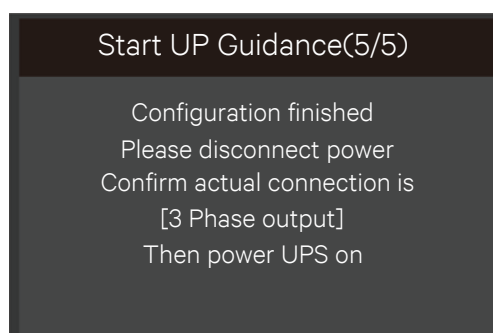 Start UP Guidance(5/5)
Configuration finished
Please disconnect power
Confirm actual connection is
[3 Phase output]
Then power UPS on